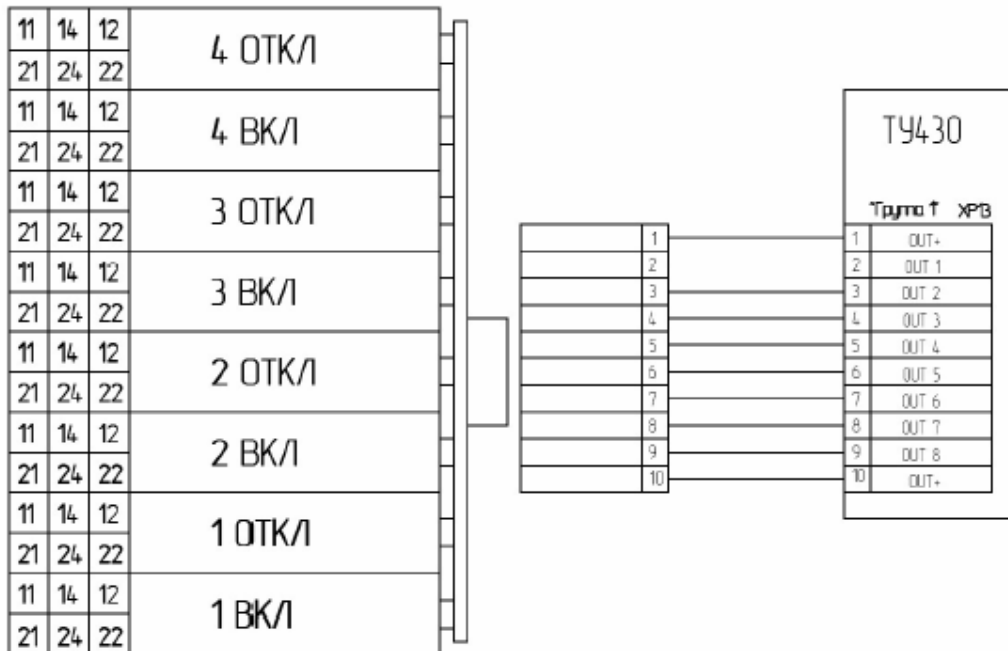 11 14 12
4 ОТКЛ
21 24 22
11 14 12
4 ВКЛ
21 24 22
11 14 12
3 ОТКЛ
21 24 22
11 14 12
3 ВКЛ
21 24 22
11 14 12
2 ОТКЛ
21 24 22
11 14 12
2 ВКЛ
21 24 22
11 14 12
1 ОТКЛ
21 24 22
11 14 12
1 ВКЛ
21 24 22
1
2
3
4
5
6
7
8
9
10
ТУ430
"Группа 1" XP13
1 OUT+
2 OUT 1
3 OUT 2
4 OUT 3
5 OUT 4
6 OUT 5
7 OUT 6
8 OUT 7
9 OUT 8
10 OUT+